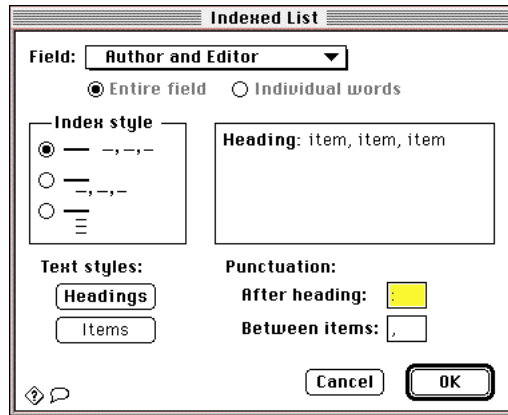 Indexed List
Field: Author and Editor
Entire field Individual words
Index style
Heading: item, item, item
Text styles:
Headings
Items
Punctuation:
After heading: :
Between items: ,
Cancel OK
?